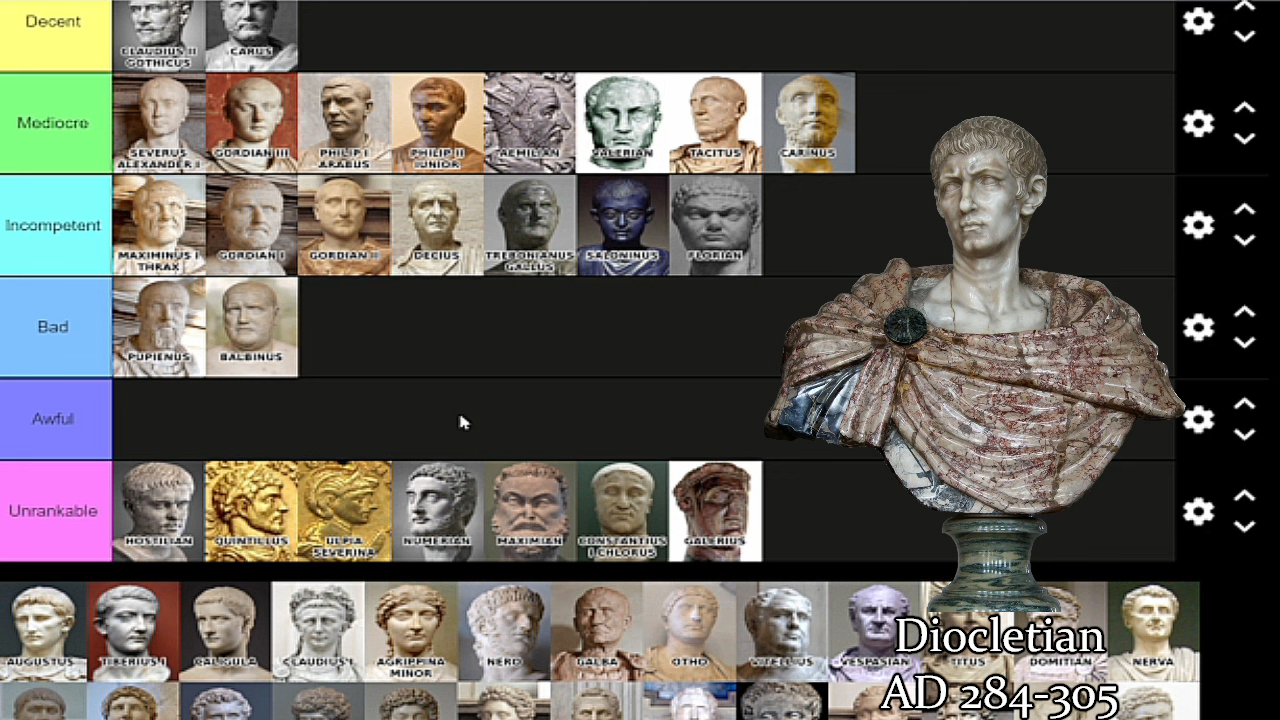 Decent
CLAUDIUS II
GOTHICUS
CARUS
Mediocre
SEVERUS
ALEXANDER I
GORDIAN III
PHILIP I
ARABUS
PHILIP II
IUNIOR
AEMILIAN
VALERIAN
TACITUS
CARINUS
Incompetent
MAXIMINUS I
THRAX
GORDIAN I
GORDIAN II
DECIUS
TREBONIANUS
GALLUS
SALONINUS
FLORIAN
Bad
PUPIENUS
BALBINUS
Awful
Unrankable
HOSTILIAN
QUINTILLUS
ULPIA
SEVERINA
NUMERIAN
MAXIMIAN
CONSTANTIUS
I CHLORUS
GALERIUS
AUGUSTUS
TIBERIUS I
CALIGULA
CLAUDIUS I
AGRIPPINA
MINOR
NERO
GALBA
OTHO
VITELLIUS
VESPASIAN
TITUS
DOMITIAN
NERVA
Diocletian
AD 284-305